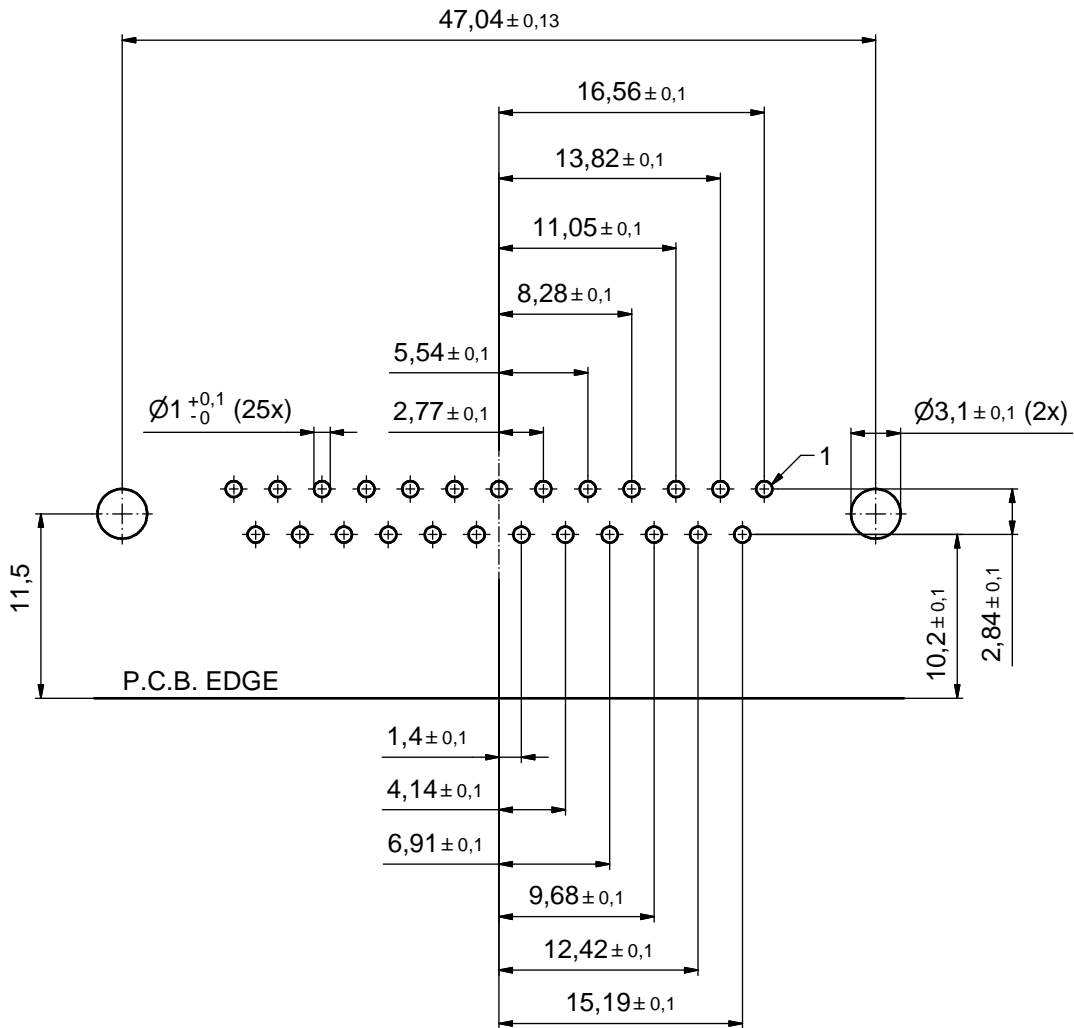 47,04 ± 0,13
16,56 ± 0,1
13,82 ± 0,1
11,05 ± 0,1
8,28 ± 0,1
5,54 ± 0,1
Ø1 +0,1 -0 (25x)
2,77 ± 0,1
Ø3,1 ± 0,1 (2x)
1
11,5
10,2 ± 0,1
2,84 ± 0,1
P.C.B. EDGE
1,4 ± 0,1
4,14 ± 0,1
6,91 ± 0,1
9,68 ± 0,1
12,42 ± 0,1
15,19 ± 0,1